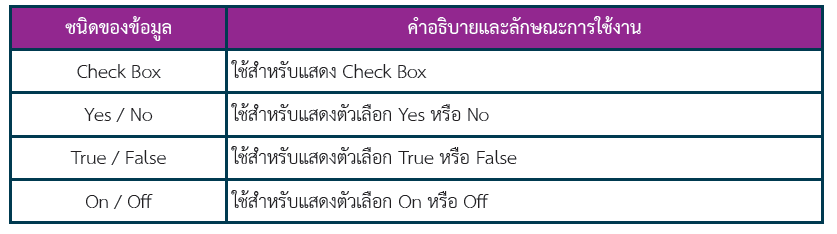 ชนิดของข้อมูล คำอธิบายและลักษณะการใช้งาน
Check Box ใช้สำหรับแสดง Check Box
Yes / No ใช้สำหรับแสดงตัวเลือก Yes หรือ No
True / False ใช้สำหรับแสดงตัวเลือก True หรือ False
On / Off ใช้สำหรับแสดงตัวเลือก On หรือ Off